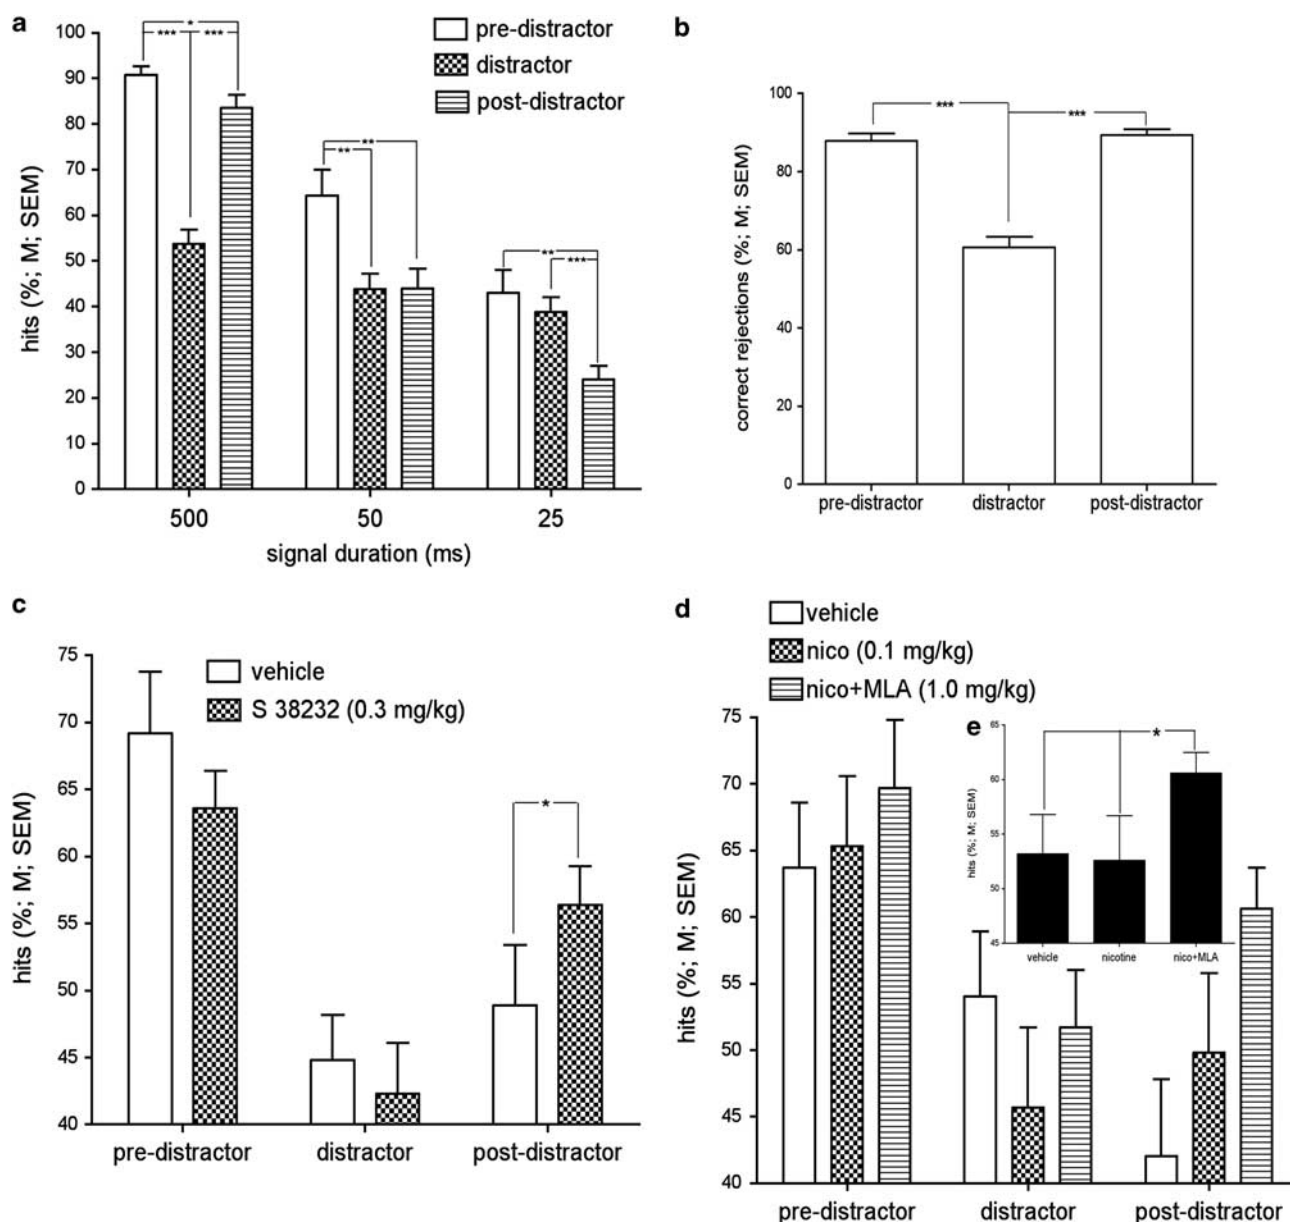 a
100
90
80
70
60
50
40
30
20
10
0
hits (%; M; SEM)
*
*** ***
**
**
**
***
pre-distractor
distractor
post-distractor
500 50 25
signal duration (ms)
b
100
80
60
40
20
0
correct rejections (%; M; SEM)
*** ***
pre-distractor distractor post-distractor
c
75
70
65
60
55
50
45
40
hits (%; M; SEM)
vehicle
S 38232 (0.3 mg/kg)
*
pre-distractor distractor post-distractor
d
vehicle
nico (0.1 mg/kg)
nico+MLA (1.0 mg/kg)
75
70
65
60
55
50
45
40
hits (%; M; SEM)
pre-distractor distractor post-distractor
e
65
60
55
50
45
hits (%; M; SEM)
*
vehicle nicotine nico+MLA